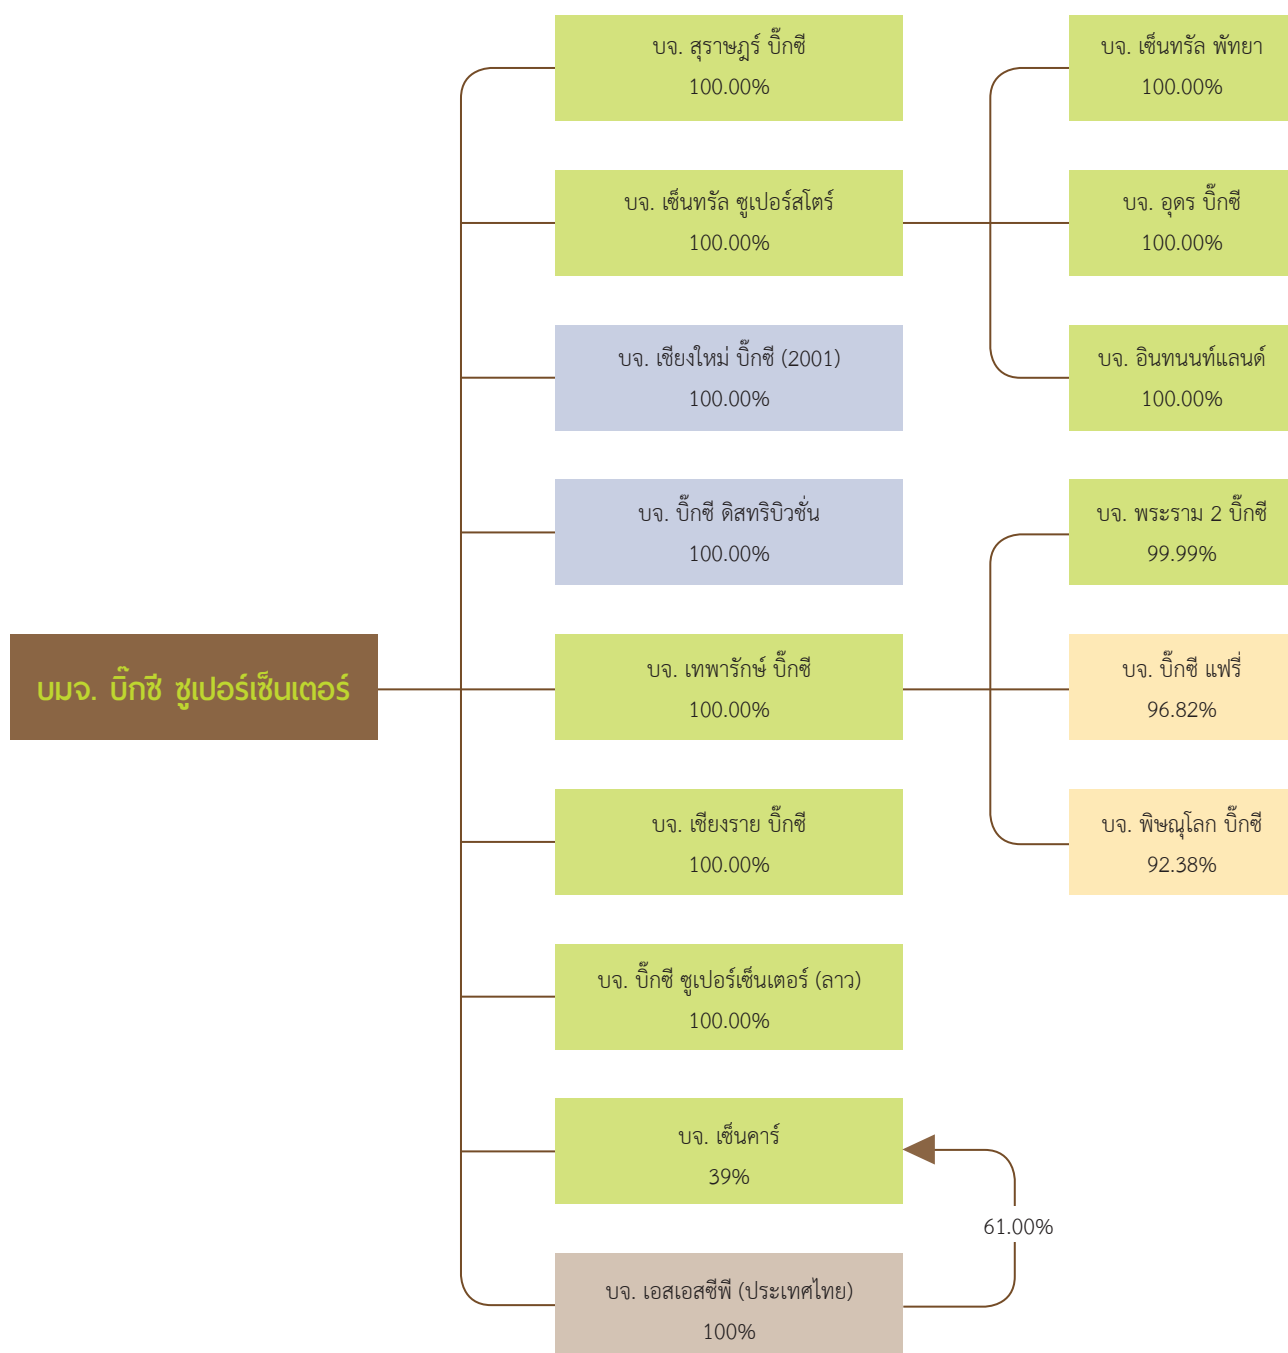 บมจ. บิ๊กซี ซูเปอร์เซ็นเตอร์
บจ. สุราษฎร์ บิ๊กซี
100.00%
บจ. เซ็นทรัล ซูเปอร์สโตร์
100.00%
บจ. เชียงใหม่ บิ๊กซี (2001)
100.00%
บจ. บิ๊กซี ดิสทริบิวชั่น
100.00%
บจ. เทพารักษ์ บิ๊กซี
100.00%
บจ. เชียงราย บิ๊กซี
100.00%
บจ. บิ๊กซี ซูเปอร์เซ็นเตอร์ (ลาว)
100.00%
บจ. เซ็นคาร์
39%
บจ. เอสเอสซีพี (ประเทศไทย)
100%
61.00%
บจ. เซ็นทรัล พัทยา
100.00%
บจ. อุดร บิ๊กซี
100.00%
บจ. อินทนนท์แลนด์
100.00%
บจ. พระราม 2 บิ๊กซี
99.99%
บจ. บิ๊กซี แฟรี่
96.82%
บจ. พิษณุโลก บิ๊กซี
92.38%